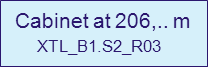 Cabinet at 206,.. m
XTL_B1.S2_R03